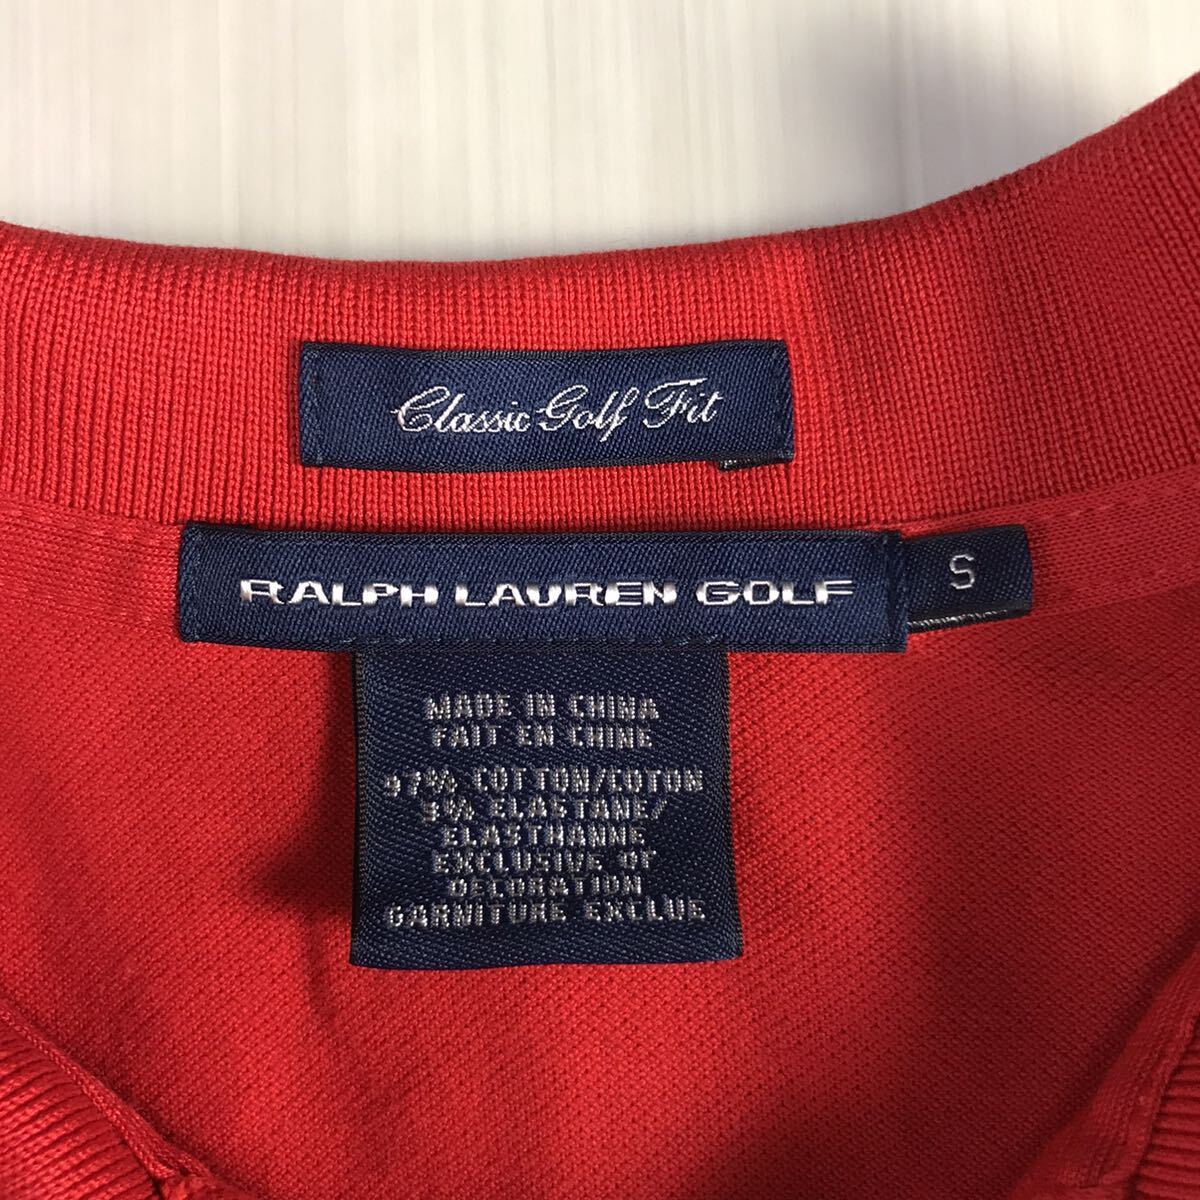 Classic Golf Fit
RALPH LAUREN GOLF
S
MADE IN CHINA
FAIT EN CHINE
97% COTTON/COTON
3% ELASTANE/
ELASTHANNE
EXCLUSIVE OF
DECORATION
GARNITURE EXCLUE